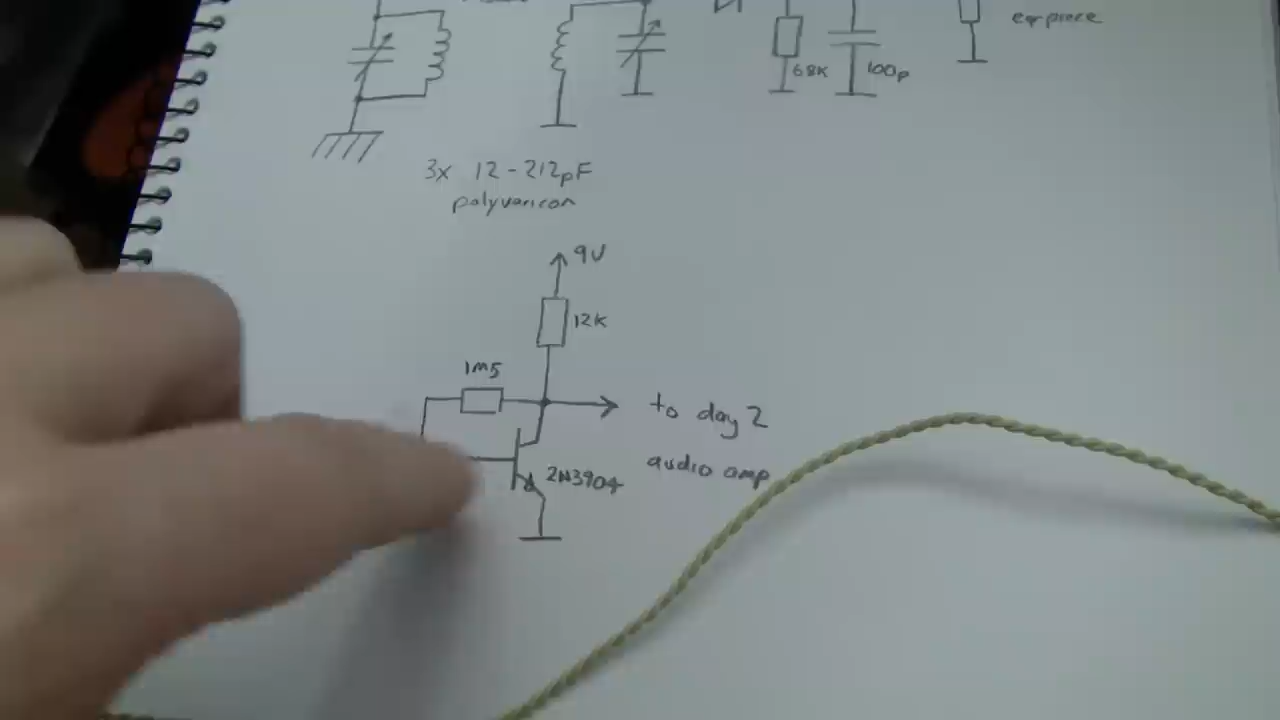 earpiece
68K
100p
3x 12-212pF
polyvaricon
9V
12K
1M5
to day 2
audio amp
2N3904